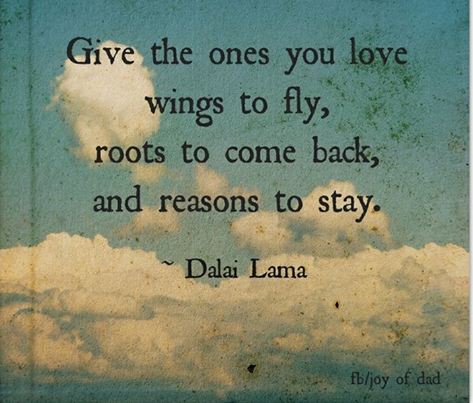 Give the ones you love
wings to fly,
roots to come back,
and reasons to stay.
~ Dalai Lama
fb/joy of dad